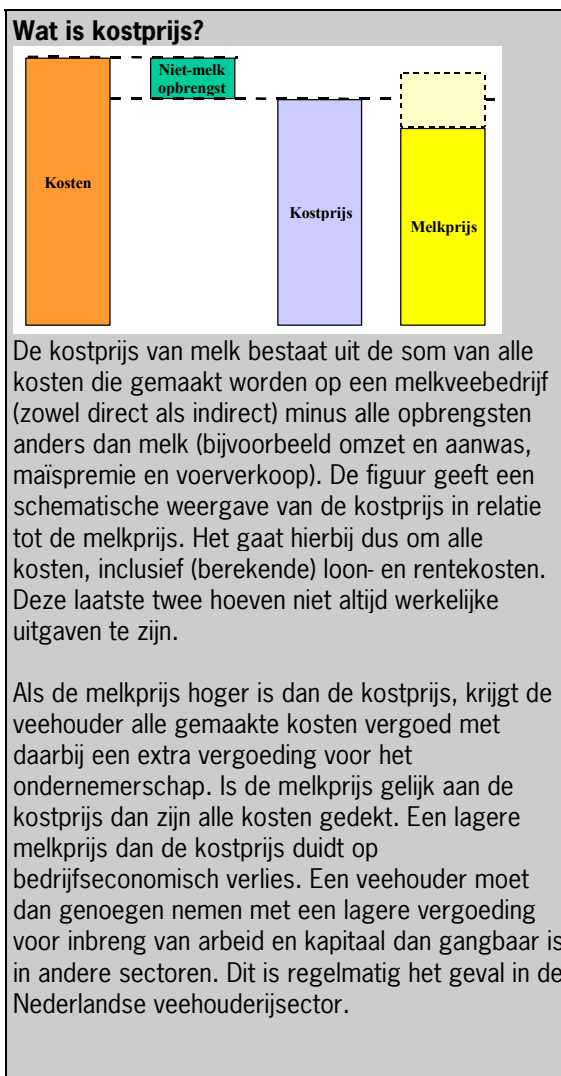 Wat is kostprijs?
Niet-melk
opbrengst
Kosten
Kostprijs
Melkprijs
De kostprijs van melk bestaat uit de som van alle
kosten die gemaakt worden op een melkveebedrijf
(zowel direct als indirect) minus alle opbrengsten
anders dan melk (bijvoorbeeld omzet en aanwas,
maïspremie en voerverkoop). De figuur geeft een
schematische weergave van de kostprijs in relatie
tot de melkprijs. Het gaat hierbij dus om alle
kosten, inclusief (berekende) loon- en rentekosten.
Deze laatste twee hoeven niet altijd werkelijke
uitgaven te zijn.
Als de melkprijs hoger is dan de kostprijs, krijgt de
veehouder alle gemaakte kosten vergoed met
daarbij een extra vergoeding voor het
ondernemerschap. Is de melkprijs gelijk aan de
kostprijs dan zijn alle kosten gedekt. Een lagere
melkprijs dan de kostprijs duidt op
bedrijfseconomisch verlies. Een veehouder moet
dan genoegen nemen met een lagere vergoeding
voor inbreng van arbeid en kapitaal dan gangbaar is
in andere sectoren. Dit is regelmatig het geval in de
Nederlandse veehouderijsector.